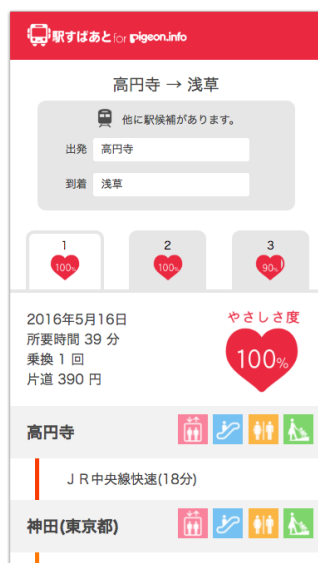 駅すぱあと for pigeon.info
高円寺 → 浅草
他に駅候補があります。
出発 高円寺
到着 浅草
1 2 3
100% 100% 90%
2016年5月16日
所要時間 39 分
乗換 1 回
片道 390 円
やさしさ度
100%
高円寺
ＪＲ中央線快速(18分)
神田(東京都)